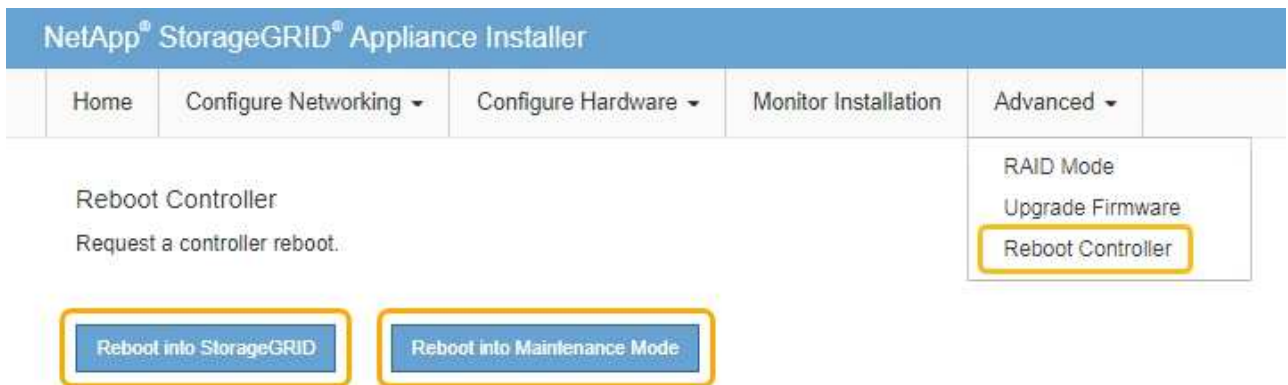 NetApp® StorageGRID® Appliance Installer
Home Configure Networking Configure Hardware Monitor Installation Advanced
RAID Mode
Upgrade Firmware
Reboot Controller
Reboot Controller
Request a controller reboot.
Reboot into StorageGRID Reboot into Maintenance Mode